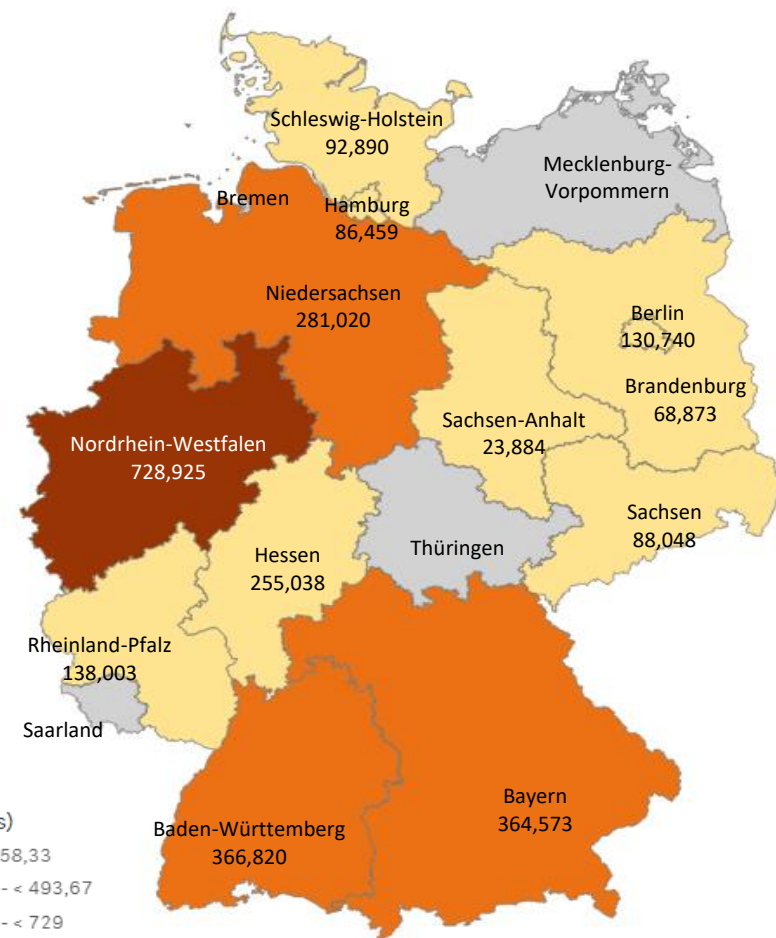 Schleswig-Holstein
92,890
Mecklenburg-
Vorpommern
Bremen
Hamburg
86,459
Niedersachsen
281,020
Berlin
130,740
Brandenburg
68,873
Sachsen-Anhalt
23,884
Nordrhein-Westfalen
728,925
Sachsen
88,048
Thüringen
Hessen
255,038
Rheinland-Pfalz
138,003
Saarland
Bayern
364,573
Baden-Württemberg
366,820
s)
58,33
- < 493,67
- < 729